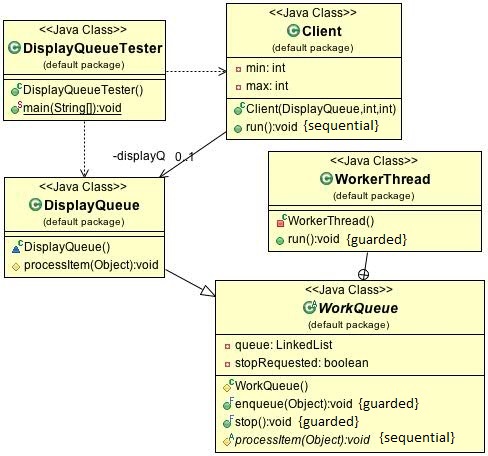 <<Java Class>>
DisplayQueueTester
(default package)
DisplayQueueTester()
main(String[]):void
<<Java Class>>
Client
(default package)
min: int
max: int
Client(DisplayQueue,int,int)
run():void {sequential}
-displayQ 0..1
<<Java Class>>
DisplayQueue
(default package)
DisplayQueue()
processItem(Object):void
<<Java Class>>
WorkerThread
(default package)
WorkerThread()
run():void {guarded}
<<Java Class>>
WorkQueue
(default package)
queue: LinkedList
stopRequested: boolean
WorkQueue()
enqueue(Object):void {guarded}
stop():void {guarded}
processItem(Object):void {sequential}